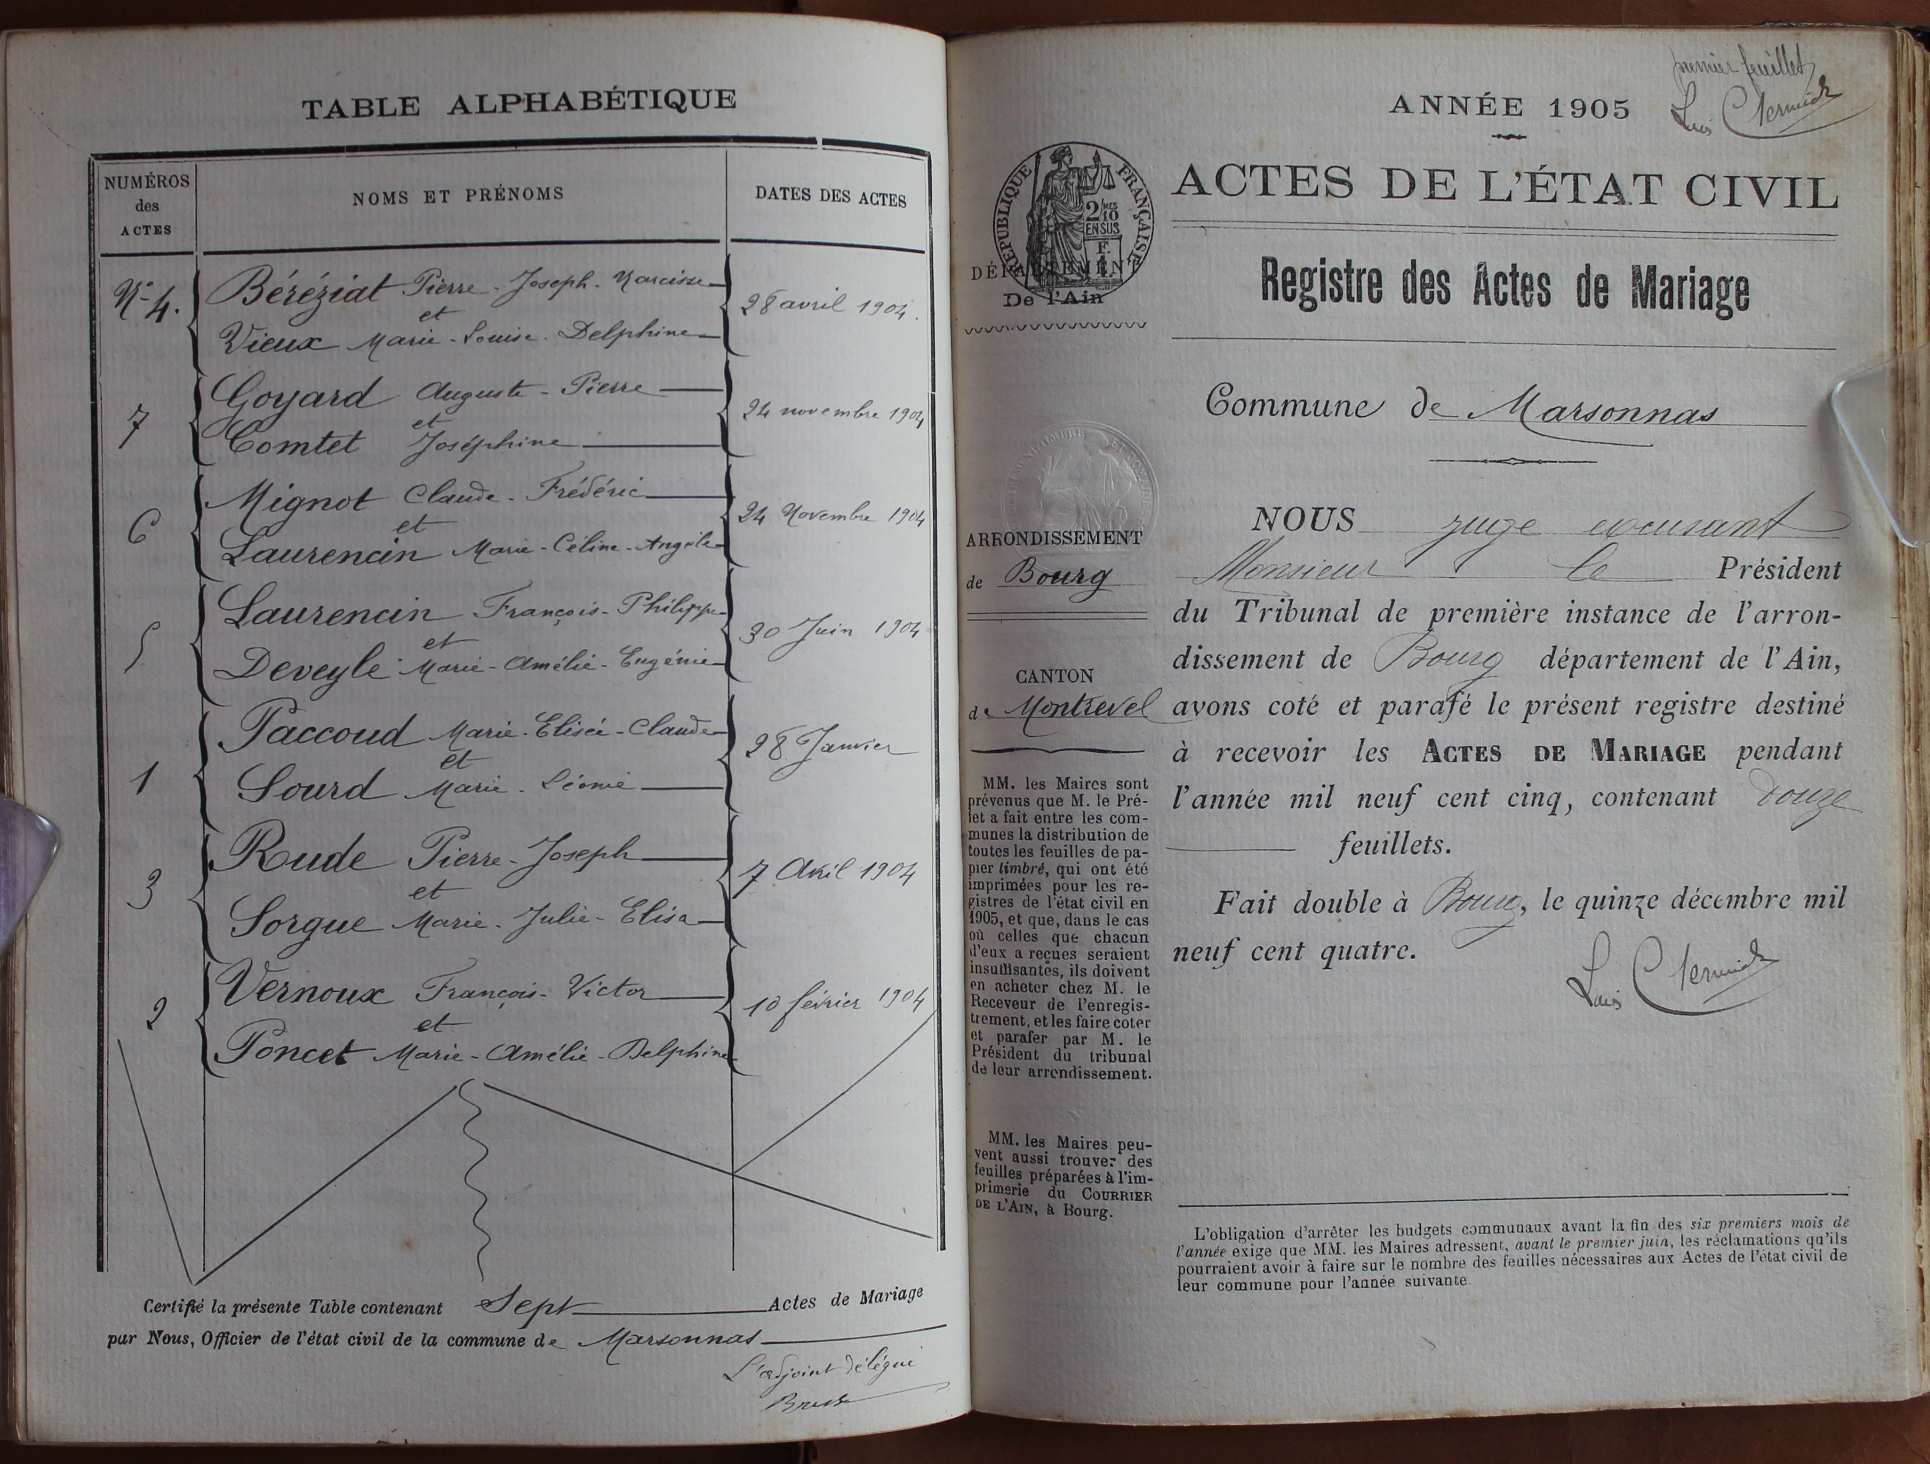 TABLE ALPHABÉTIQUE
NUMÉROS
des
ACTES
NOMS ET PRÉNOMS
DATES DES ACTES
Nº 4.
Béréziat Pierre-Joseph-Narcisse
et
Vieux Marie-Louise-Delphine
28 avril 1904.
7
Goyard Auguste-Pierre
et
Comtet Joséphine
24 novembre 1904
6
Mignot Claude-Frédéric
et
Laurencin Marie-Céline-Angèle
24 Novembre 1904
5
Laurencin François-Philippe
et
Deveyle Marie-Amélie-Eugénie
30 Juin 1904
1
Paccoud Marie-Elisée-Claude
et
Sourd Marie-Léonie
28 Janvier
3
Roude Pierre-Joseph
et
Sorgue Marie-Julie-Elisa
7 Avril 1904
2
Vernoux François-Victor
et
Poncet Marie-Amélie-Delphine
10 février 1904
Certifié la présente Table contenant Sept Actes de Mariage
par Nous, Officier de l'état civil de la commune de Marsonnas
L'adjoint délégué
premier feuillet
Louis
ANNÉE 1905
ACTES DE L'ÉTAT CIVIL
RÉPUBLIQUE FRANÇAISE
2/10
EN SUS
DÉPARTEMENT
De l'Ain
Registre des Actes de Mariage
Commune de Marsonnas
ARRONDISSEMENT
de Bourg
CANTON
de Montrevel
MM. les Maires sont
prévenus que M. le Pré-
fet a fait entre les com-
munes la distribution de
toutes les feuilles de pa-
pier timbré, qui ont été
imprimées pour les re-
gistres de l'état civil en
1905, et que, dans le cas
où celles que chacun
d'eux a reçues seraient
insuffisantes, ils doivent
en acheter chez M. le
Receveur de l'enregis-
trement, et les faire coter
et parafer par M. le
Président du tribunal
de leur arrondissement.
MM. les Maires peu-
vent aussi trouver des
feuilles préparées à l'im-
primerie du COURRIER
DE L'AIN, à Bourg.
NOUS juge excusant
Monsieur le Président
du Tribunal de première instance de l'arron-
dissement de Bourg département de l'Ain,
avons coté et parafé le présent registre destiné
à recevoir les ACTES DE MARIAGE pendant
l'année mil neuf cent cinq, contenant douze
feuillets.
Fait double à Bourg, le quinze décembre mil
neuf cent quatre.
Louis
L'obligation d'arrêter les budgets communaux avant la fin des six premiers mois de
l'année exige que MM. les Maires adressent, avant le premier juin, les réclamations qu'ils
pourraient avoir à faire sur le nombre des feuilles nécessaires aux Actes de l'état civil de
leur commune pour l'année suivante